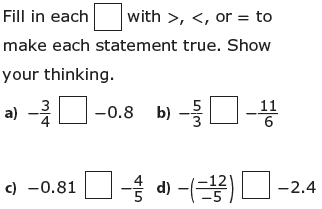 Fill in each □ with >, <, or = to
make each statement true. Show
your thinking.
a) −3/4 □ −0.8 b) −5/3 □ −11/6
c) −0.81 □ −4/5 d) −(−12/−5) □ −2.4